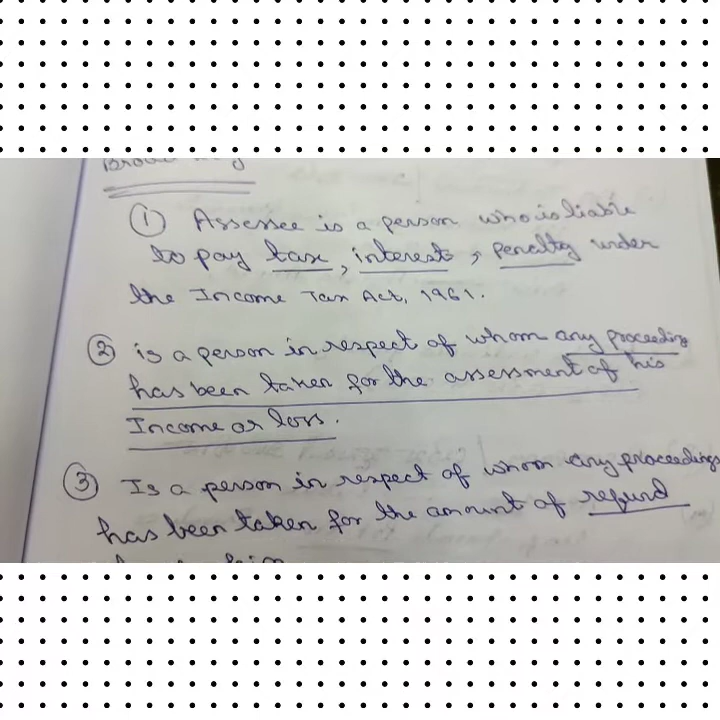 ① Assessee is a person who is liable
to pay tax, interest, penalty under
the Income Tax Act, 1961.
② is a person in respect of whom any proceeding
has been taken for the assessment of his
Income or loss.
③ Is a person in respect of whom any proceedings
has been taken for the amount of refund